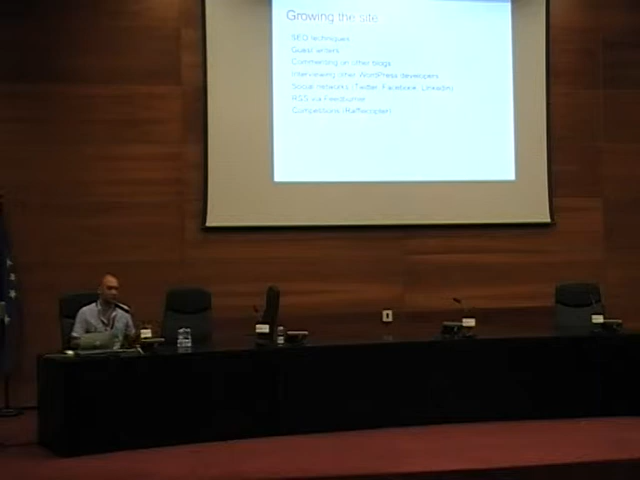 Growing the site
SEO techniques
Guest writers
Commenting on other blogs
Interviewing other WordPress developers
Social networks (Twitter, Facebook, LinkedIn)
RSS via Feedburner
Competitions (Rafflecopter)